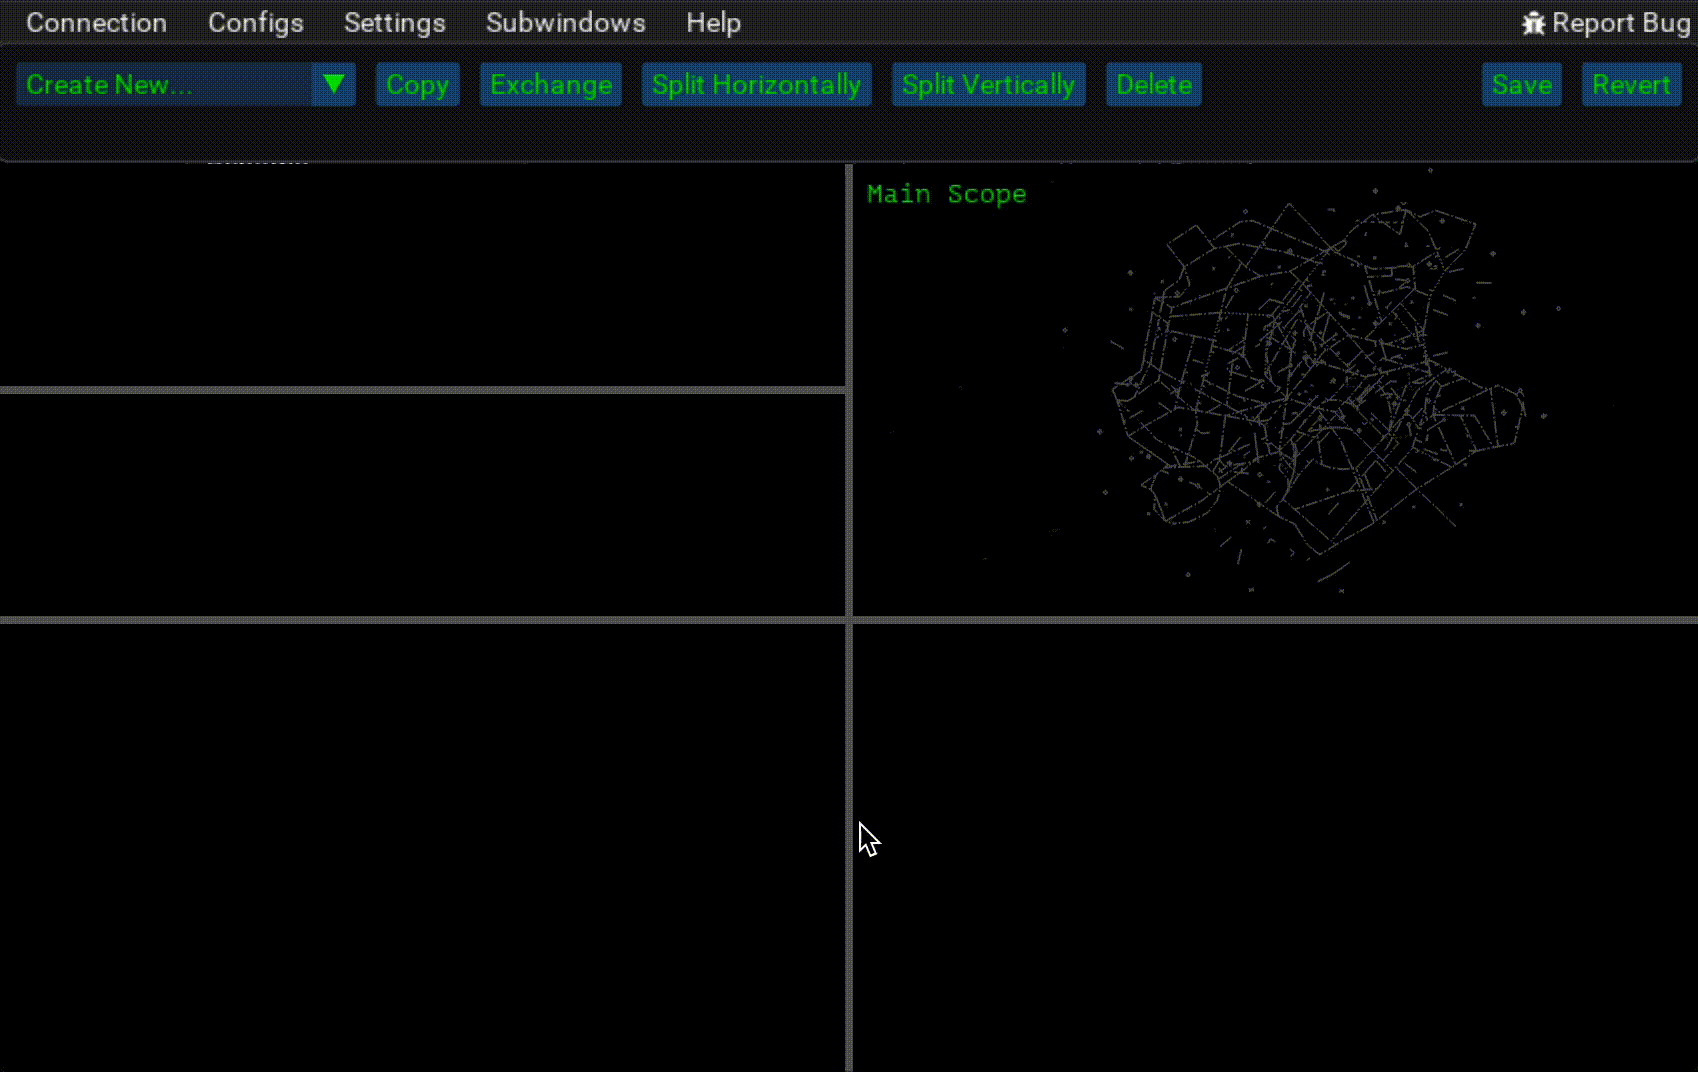 Connection Configs Settings Subwindows Help Report Bug
Create New... Copy Exchange Split Horizontally Split Vertically Delete Save Revert
Main Scope